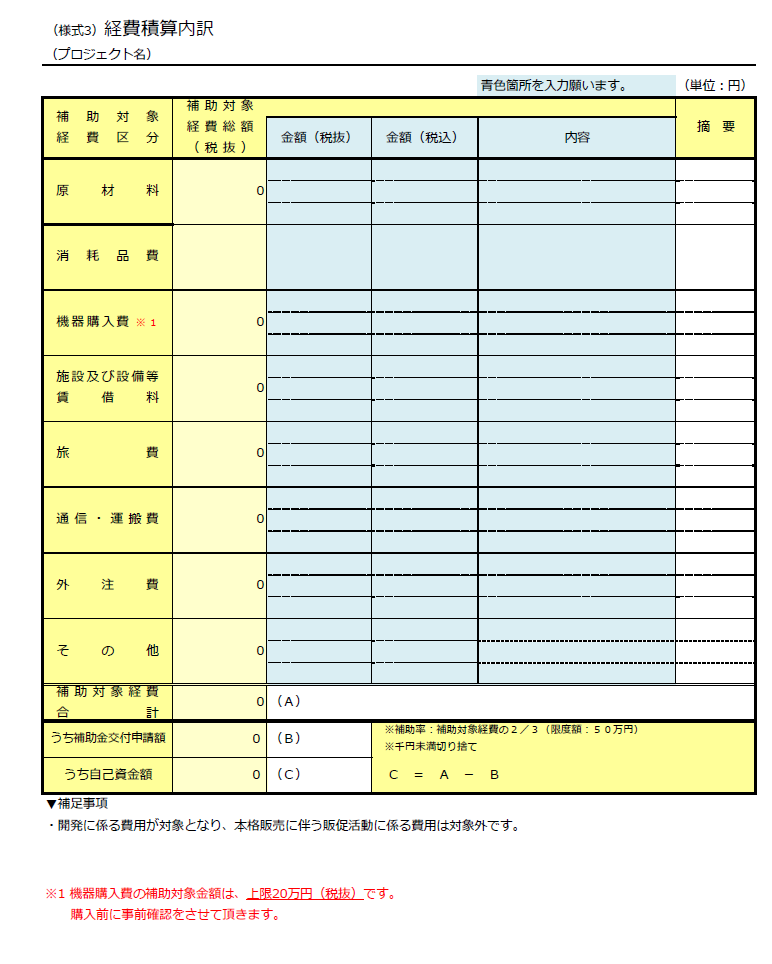 （様式3）経費積算内訳
（プロジェクト名）
青色箇所を入力願います。 （単位：円）
補助対象
経費区分
補助対象
経費総額
（税抜）
金額（税抜） 金額（税込） 内容
摘要
原材料 0
消耗品費
機器購入費 ※1 0
施設及び設備等
賃借料
0
旅費 0
通信・運搬費 0
外注費 0
その他 0
補助対象経費
合計
0 （A）
うち補助金交付申請額 0 （B）
※補助率：補助対象経費の２／３（限度額：５０万円）
※千円未満切り捨て
うち自己資金額 0 （C） C ＝ A － B
▼補足事項
・開発に係る費用が対象となり、本格販売に伴う販促活動に係る費用は対象外です。
※1 機器購入費の補助対象金額は、上限20万円（税抜）です。
購入前に事前確認をさせて頂きます。